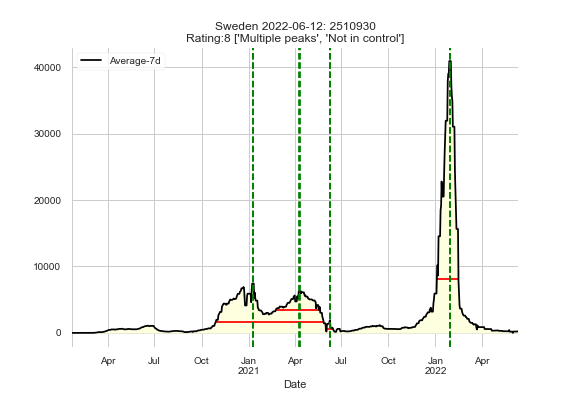 Sweden 2022-06-12: 2510930
Rating:8 ['Multiple peaks', 'Not in control']
Average-7d
40000
30000
20000
10000
0
Apr Jul Oct Jan Apr Jul Oct Jan Apr
2021 2022
Date